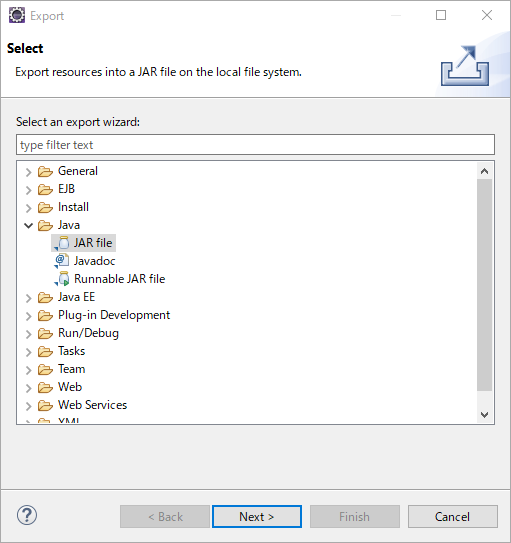 Export
Select
Export resources into a JAR file on the local file system.
Select an export wizard:
type filter text
General
EJB
Install
Java
JAR file
Javadoc
Runnable JAR file
Java EE
Plug-in Development
Run/Debug
Tasks
Team
Web
Web Services
XML
< Back
Next >
Finish
Cancel